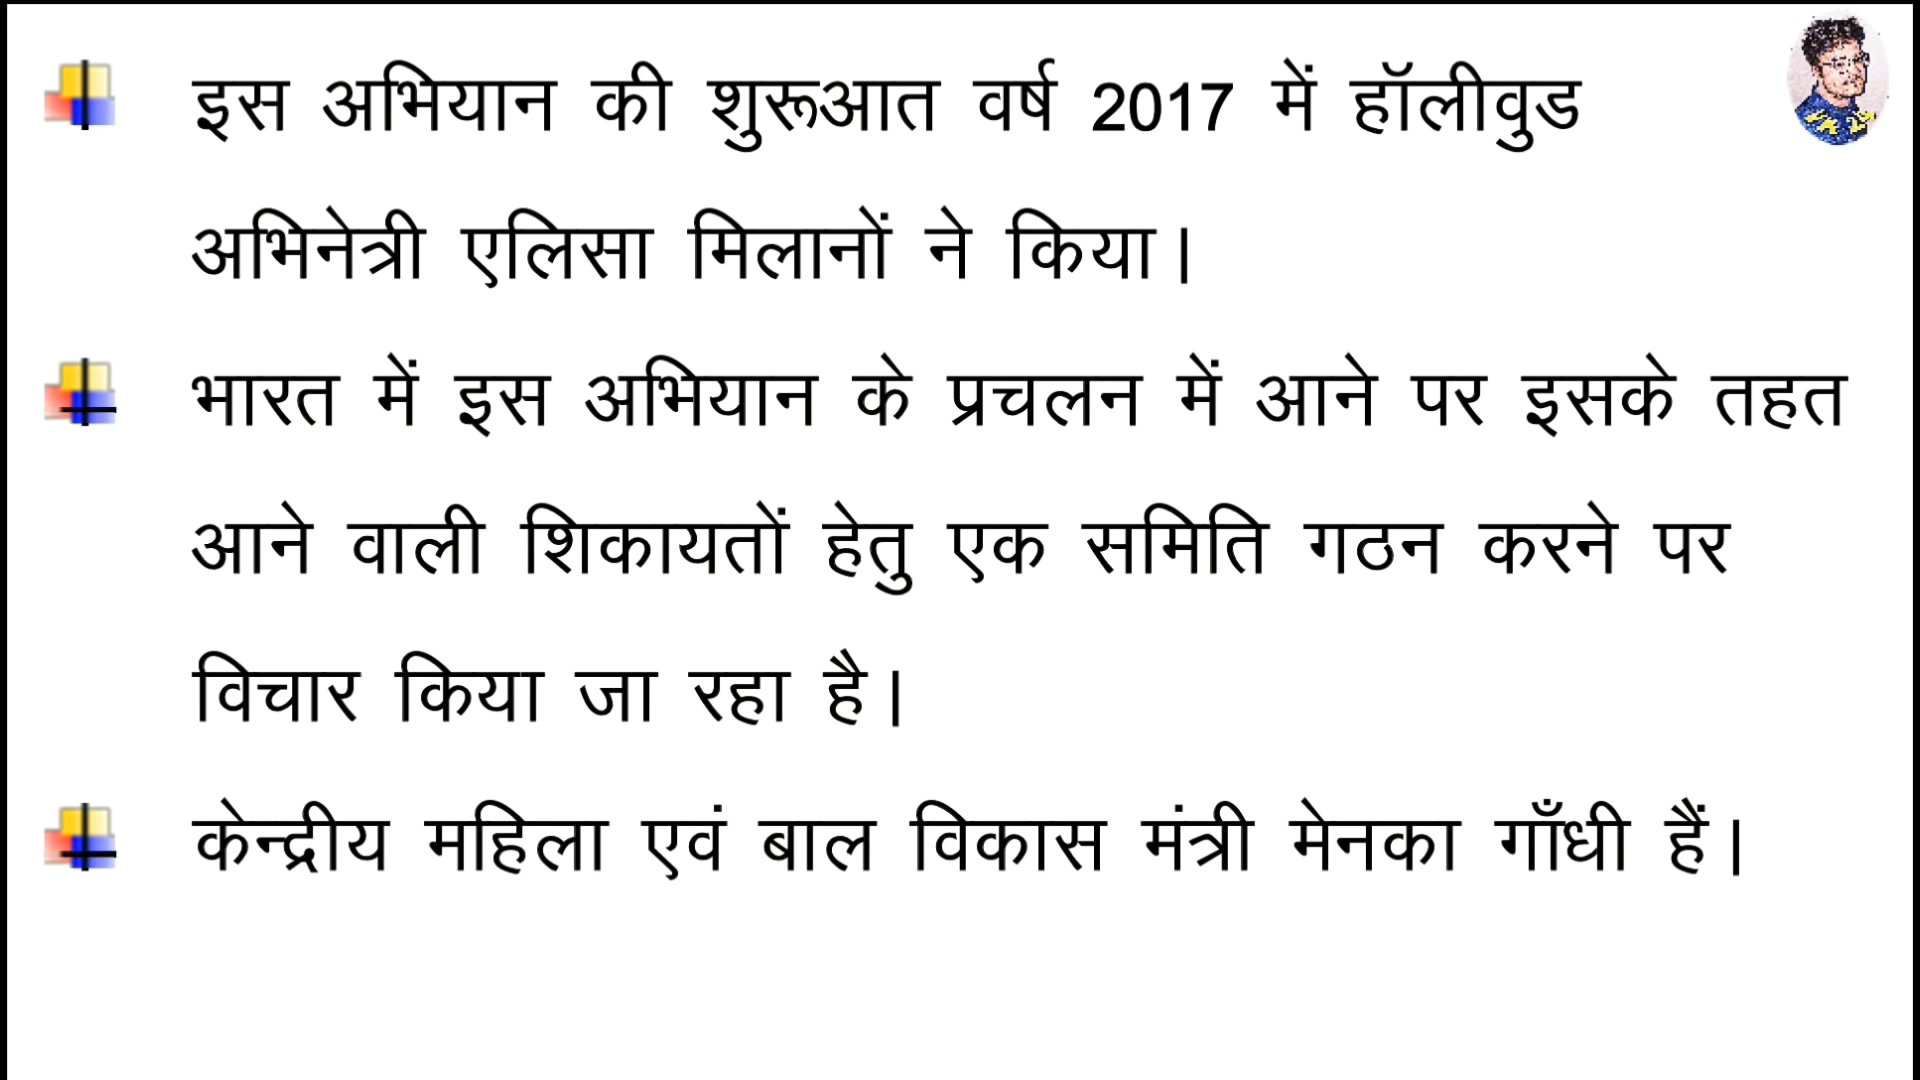 इस अभियान की शुरूआत वर्ष 2017 में हॉलीवुड
अभिनेत्री एलिसा मिलानों ने किया।
भारत में इस अभियान के प्रचलन में आने पर इसके तहत
आने वाली शिकायतों हेतु एक समिति गठन करने पर
विचार किया जा रहा है।
केन्द्रीय महिला एवं बाल विकास मंत्री मेनका गाँधी हैं।